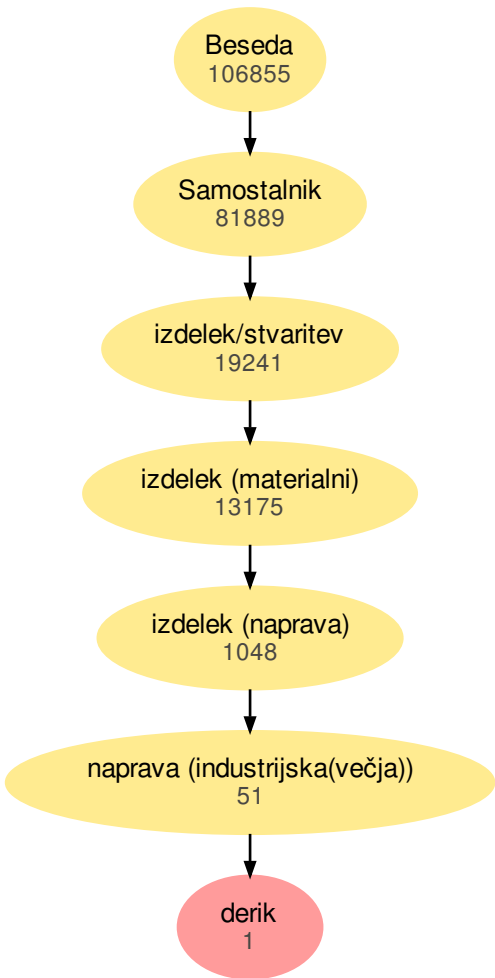 Beseda
106855
Samostalnik
81889
izdelek/stvaritev
19241
izdelek (materialni)
13175
izdelek (naprava)
1048
naprava (industrijska(večja))
51
derik
1